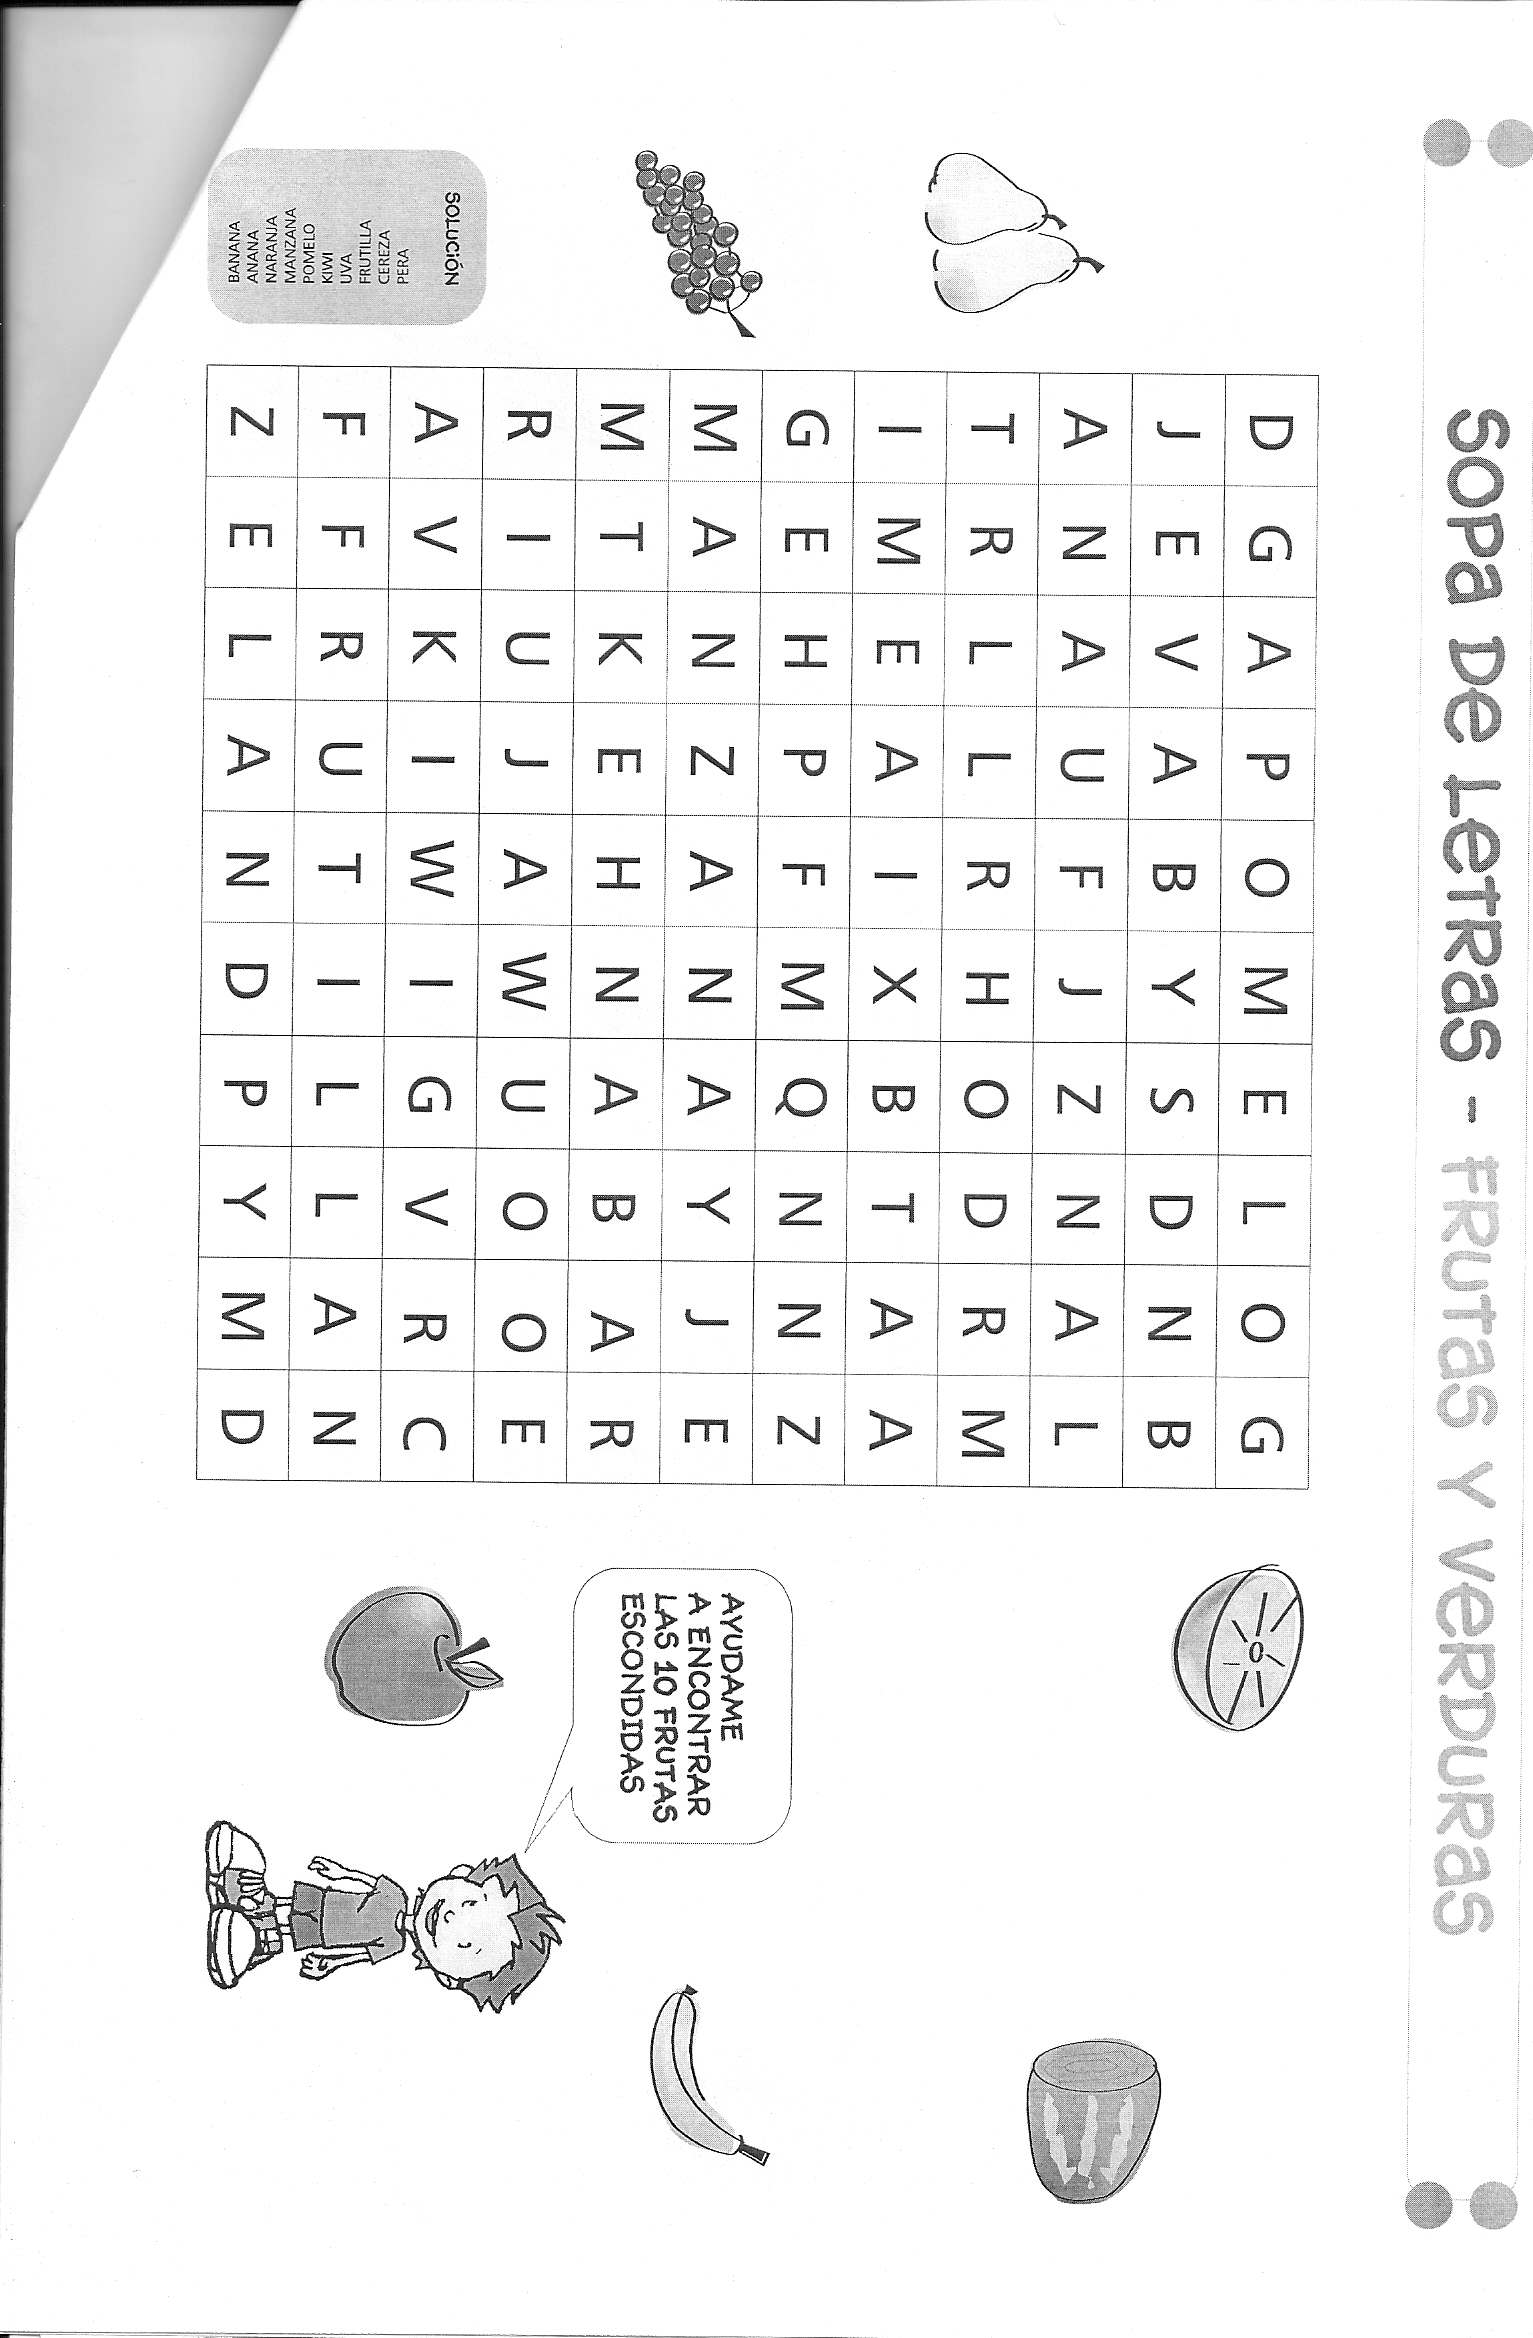 SOPA DE LETRAS - FRUTAS Y VERDURAS
D G A P O M E L O G
J E V A B Y S D N B
A N A U F J Z N A L
T R L L R H O D R M
I M E A I X B T A A
G E H P F M Q N N Z
M A N Z A N A Y J E
M T K E H N A B A R
R I U J A W U O O E
A V K I W I G V R C
F F R U T I L L A N
Z E L A N D P Y M D
AYUDAME
A ENCONTRAR
LAS 10 FRUTAS
ESCONDIDAS
SOLUCIÓN
BANANA
ANANA
NARANJA
MANZANA
POMELO
KIWI
UVA
FRUTILLA
CEREZA
PERA